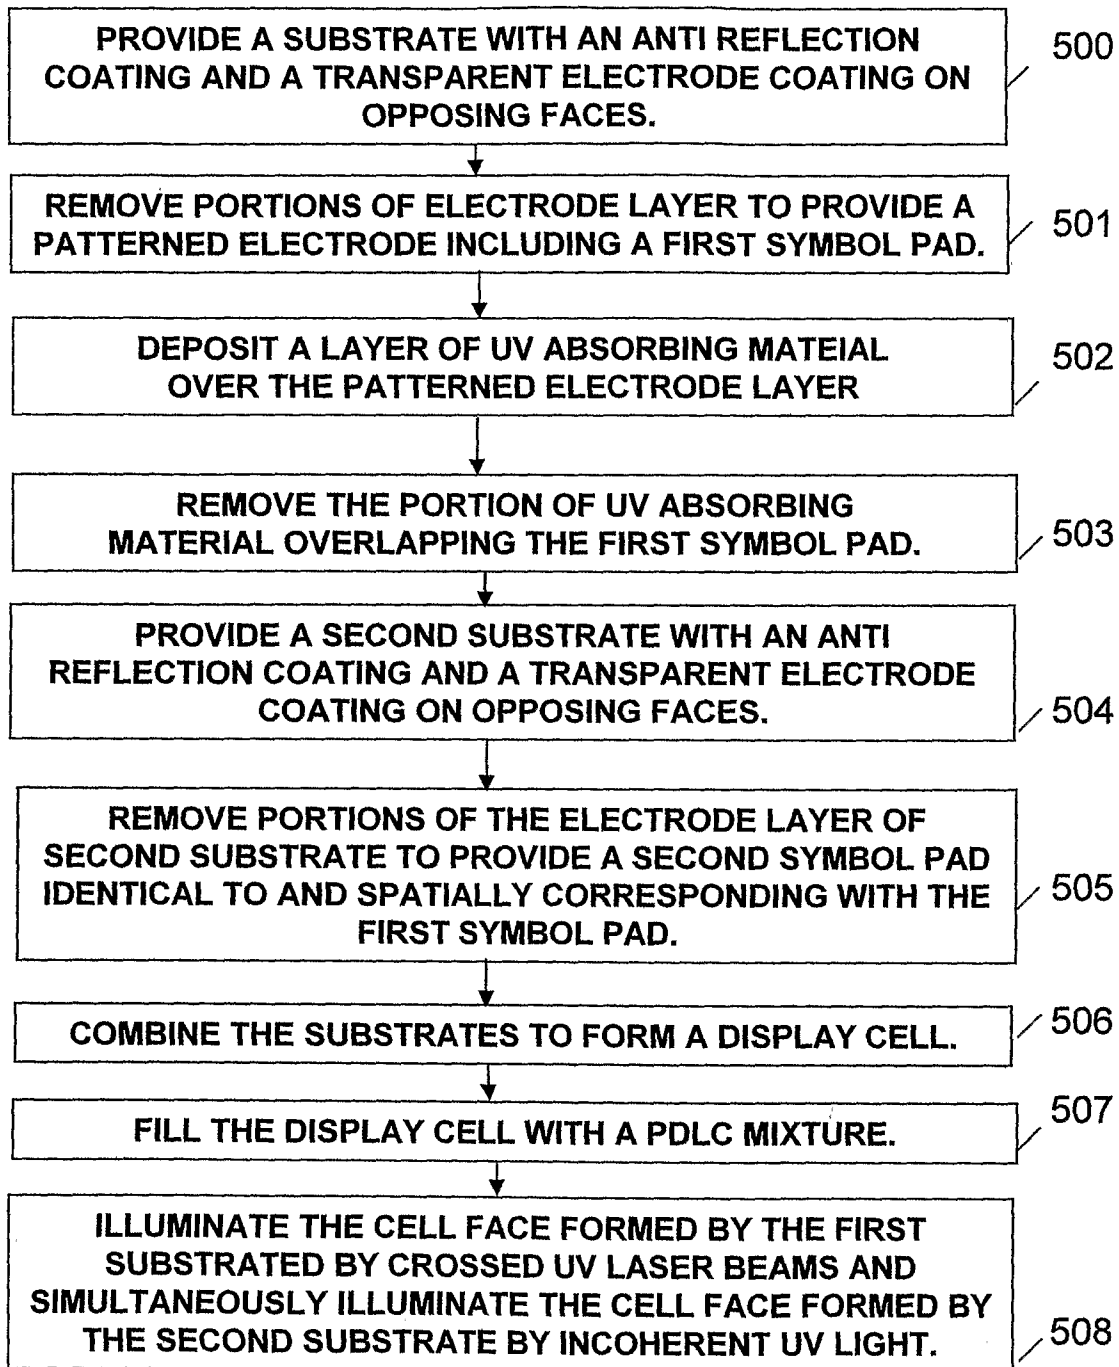 PROVIDE A SUBSTRATE WITH AN ANTI REFLECTION
COATING AND A TRANSPARENT ELECTRODE COATING ON
OPPOSING FACES.
500
REMOVE PORTIONS OF ELECTRODE LAYER TO PROVIDE A
PATTERNED ELECTRODE INCLUDING A FIRST SYMBOL PAD.
501
DEPOSIT A LAYER OF UV ABSORBING MATEIAL
OVER THE PATTERNED ELECTRODE LAYER
502
REMOVE THE PORTION OF UV ABSORBING
MATERIAL OVERLAPPING THE FIRST SYMBOL PAD.
503
PROVIDE A SECOND SUBSTRATE WITH AN ANTI
REFLECTION COATING AND A TRANSPARENT ELECTRODE
COATING ON OPPOSING FACES.
504
REMOVE PORTIONS OF THE ELECTRODE LAYER OF
SECOND SUBSTRATE TO PROVIDE A SECOND SYMBOL PAD
IDENTICAL TO AND SPATIALLY CORRESPONDING WITH THE
FIRST SYMBOL PAD.
505
COMBINE THE SUBSTRATES TO FORM A DISPLAY CELL.
506
FILL THE DISPLAY CELL WITH A PDLC MIXTURE.
507
ILLUMINATE THE CELL FACE FORMED BY THE FIRST
SUBSTRATED BY CROSSED UV LASER BEAMS AND
SIMULTANEOUSLY ILLUMINATE THE CELL FACE FORMED BY
THE SECOND SUBSTRATE BY INCOHERENT UV LIGHT.
508